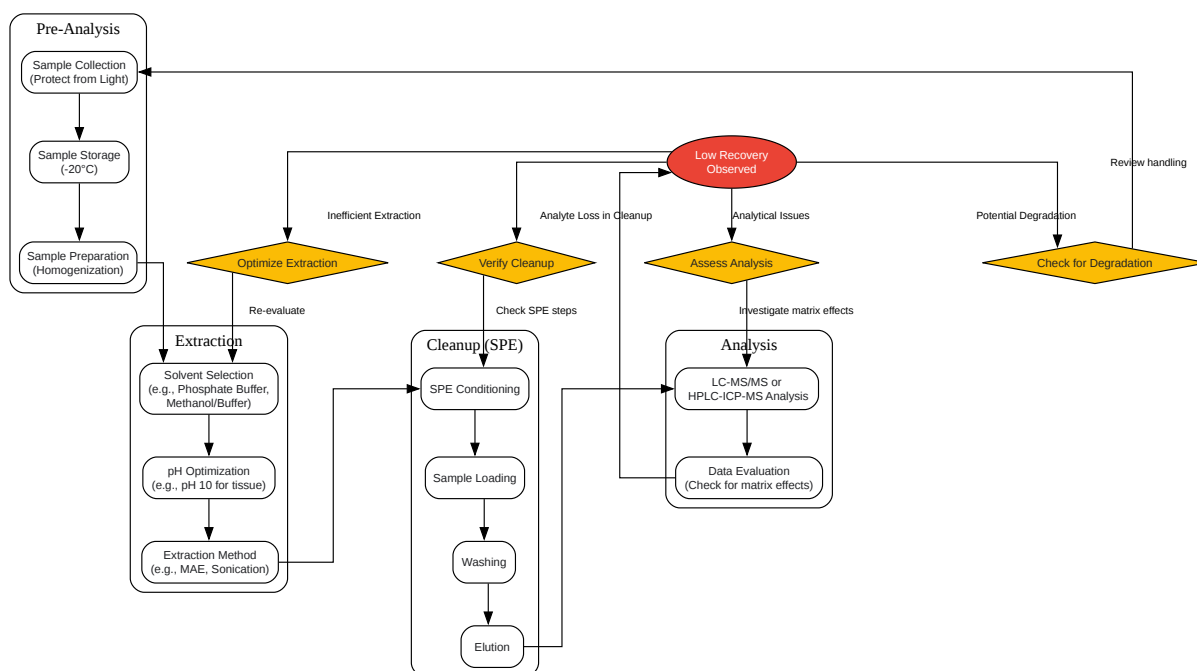 Pre-Analysis
Sample Collection
(Protect from Light)
Sample Storage
(-20°C)
Sample Preparation
(Homogenization)
Low Recovery
Observed
Review handling
Inefficient Extraction
Analyte Loss in Cleanup
Analytical Issues
Potential Degradation
Optimize Extraction
Verify Cleanup
Assess Analysis
Check for Degradation
Re-evaluate
Check SPE steps
Investigate matrix effects
Extraction
Solvent Selection
(e.g., Phosphate Buffer,
Methanol/Buffer)
pH Optimization
(e.g., pH 10 for tissue)
Extraction Method
(e.g., MAE, Sonication)
Cleanup (SPE)
SPE Conditioning
Sample Loading
Washing
Elution
Analysis
LC-MS/MS or
HPLC-ICP-MS Analysis
Data Evaluation
(Check for matrix effects)